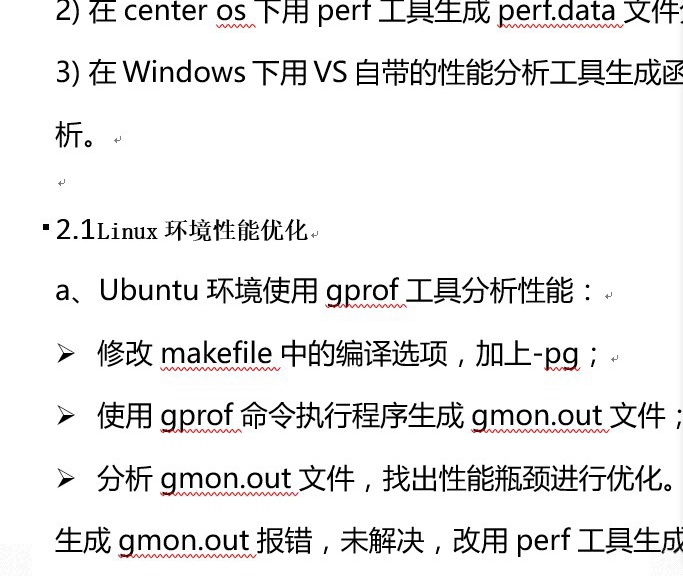 2) 在 center os 下用 perf 工具生成 perf.data 文件
3) 在 Windows 下用 VS 自带的性能分析工具生成函
析。
2.1Linux 环境性能优化
a、Ubuntu 环境使用 gprof 工具分析性能：
➢ 修改 makefile 中的编译选项，加上-pg；
➢ 使用 gprof 命令执行程序生成 gmon.out 文件；
➢ 分析 gmon.out 文件，找出性能瓶颈进行优化。
生成 gmon.out 报错，未解决，改用 perf 工具生成